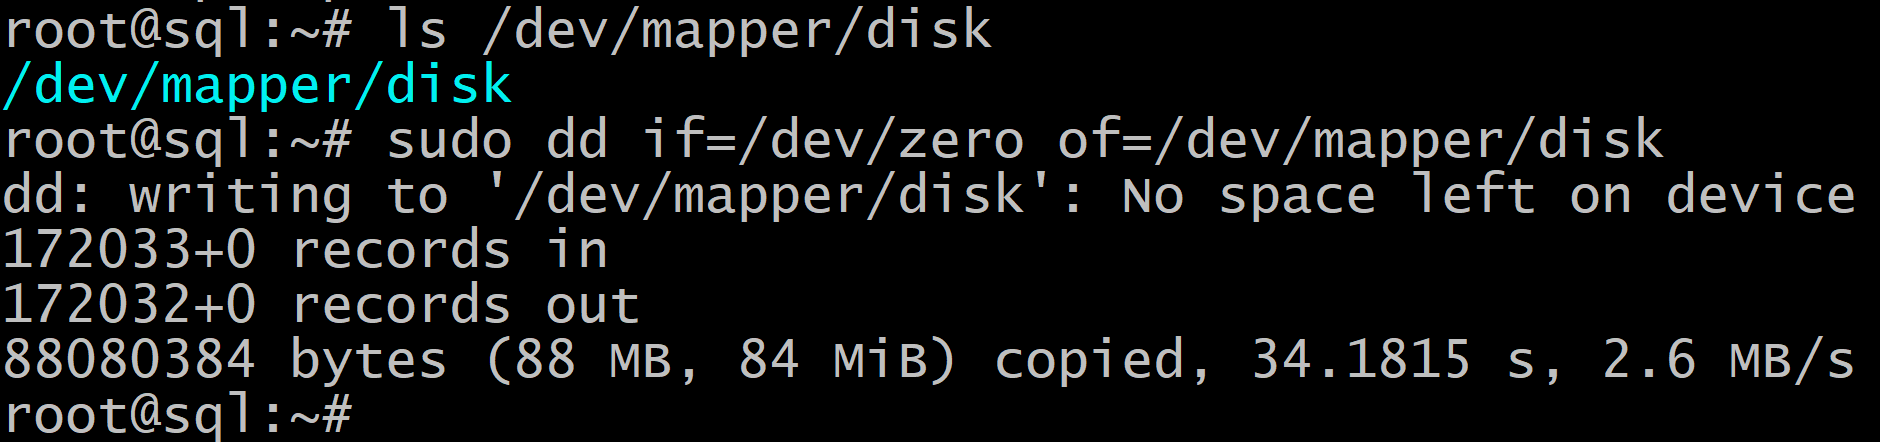 root@sql:~# ls /dev/mapper/disk
/dev/mapper/disk
root@sql:~# sudo dd if=/dev/zero of=/dev/mapper/disk
dd: writing to '/dev/mapper/disk': No space left on device
172033+0 records in
172032+0 records out
88080384 bytes (88 MB, 84 MiB) copied, 34.1815 s, 2.6 MB/s
root@sql:~#